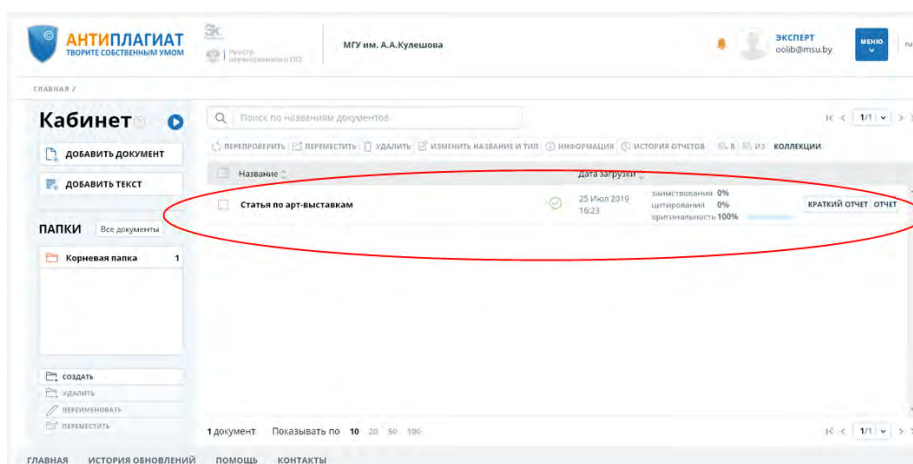 АНТИПЛАГИАТ
ТВОРИТЕ СОБСТВЕННЫМ УМОМ
Sk
Реестр
МГУ им. А.А.Кулешова
ЭКСПЕРТ
oolib@msu.by
МЕНЮ
ru
ГЛАВНАЯ /
Кабинет
ДОБАВИТЬ ДОКУМЕНТ
ДОБАВИТЬ ТЕКСТ
ПАПКИ Все документы
Корневая папка 1
СОЗДАТЬ
УДАЛИТЬ
ПЕРЕИМЕНОВАТЬ
ПЕРЕМЕСТИТЬ
Поиск по названиям документов
1/1
ПЕРЕПРОВЕРИТЬ ПЕРЕМЕСТИТЬ УДАЛИТЬ ИЗМЕНИТЬ НАЗВАНИЕ И ТИП ИНФОРМАЦИЯ ИСТОРИЯ ОТЧЕТОВ В ИЗ КОЛЛЕКЦИИ
Название Дата загрузки
Статья по арт-выставкам
25 Июл 2019
16:23
заимствования 0%
цитирования 0%
оригинальность 100%
КРАТКИЙ ОТЧЕТ ОТЧЕТ
1 документ Показывать по 10 20 50 100
1/1
ГЛАВНАЯ ИСТОРИЯ ОБНОВЛЕНИЙ ПОМОЩЬ КОНТАКТЫ